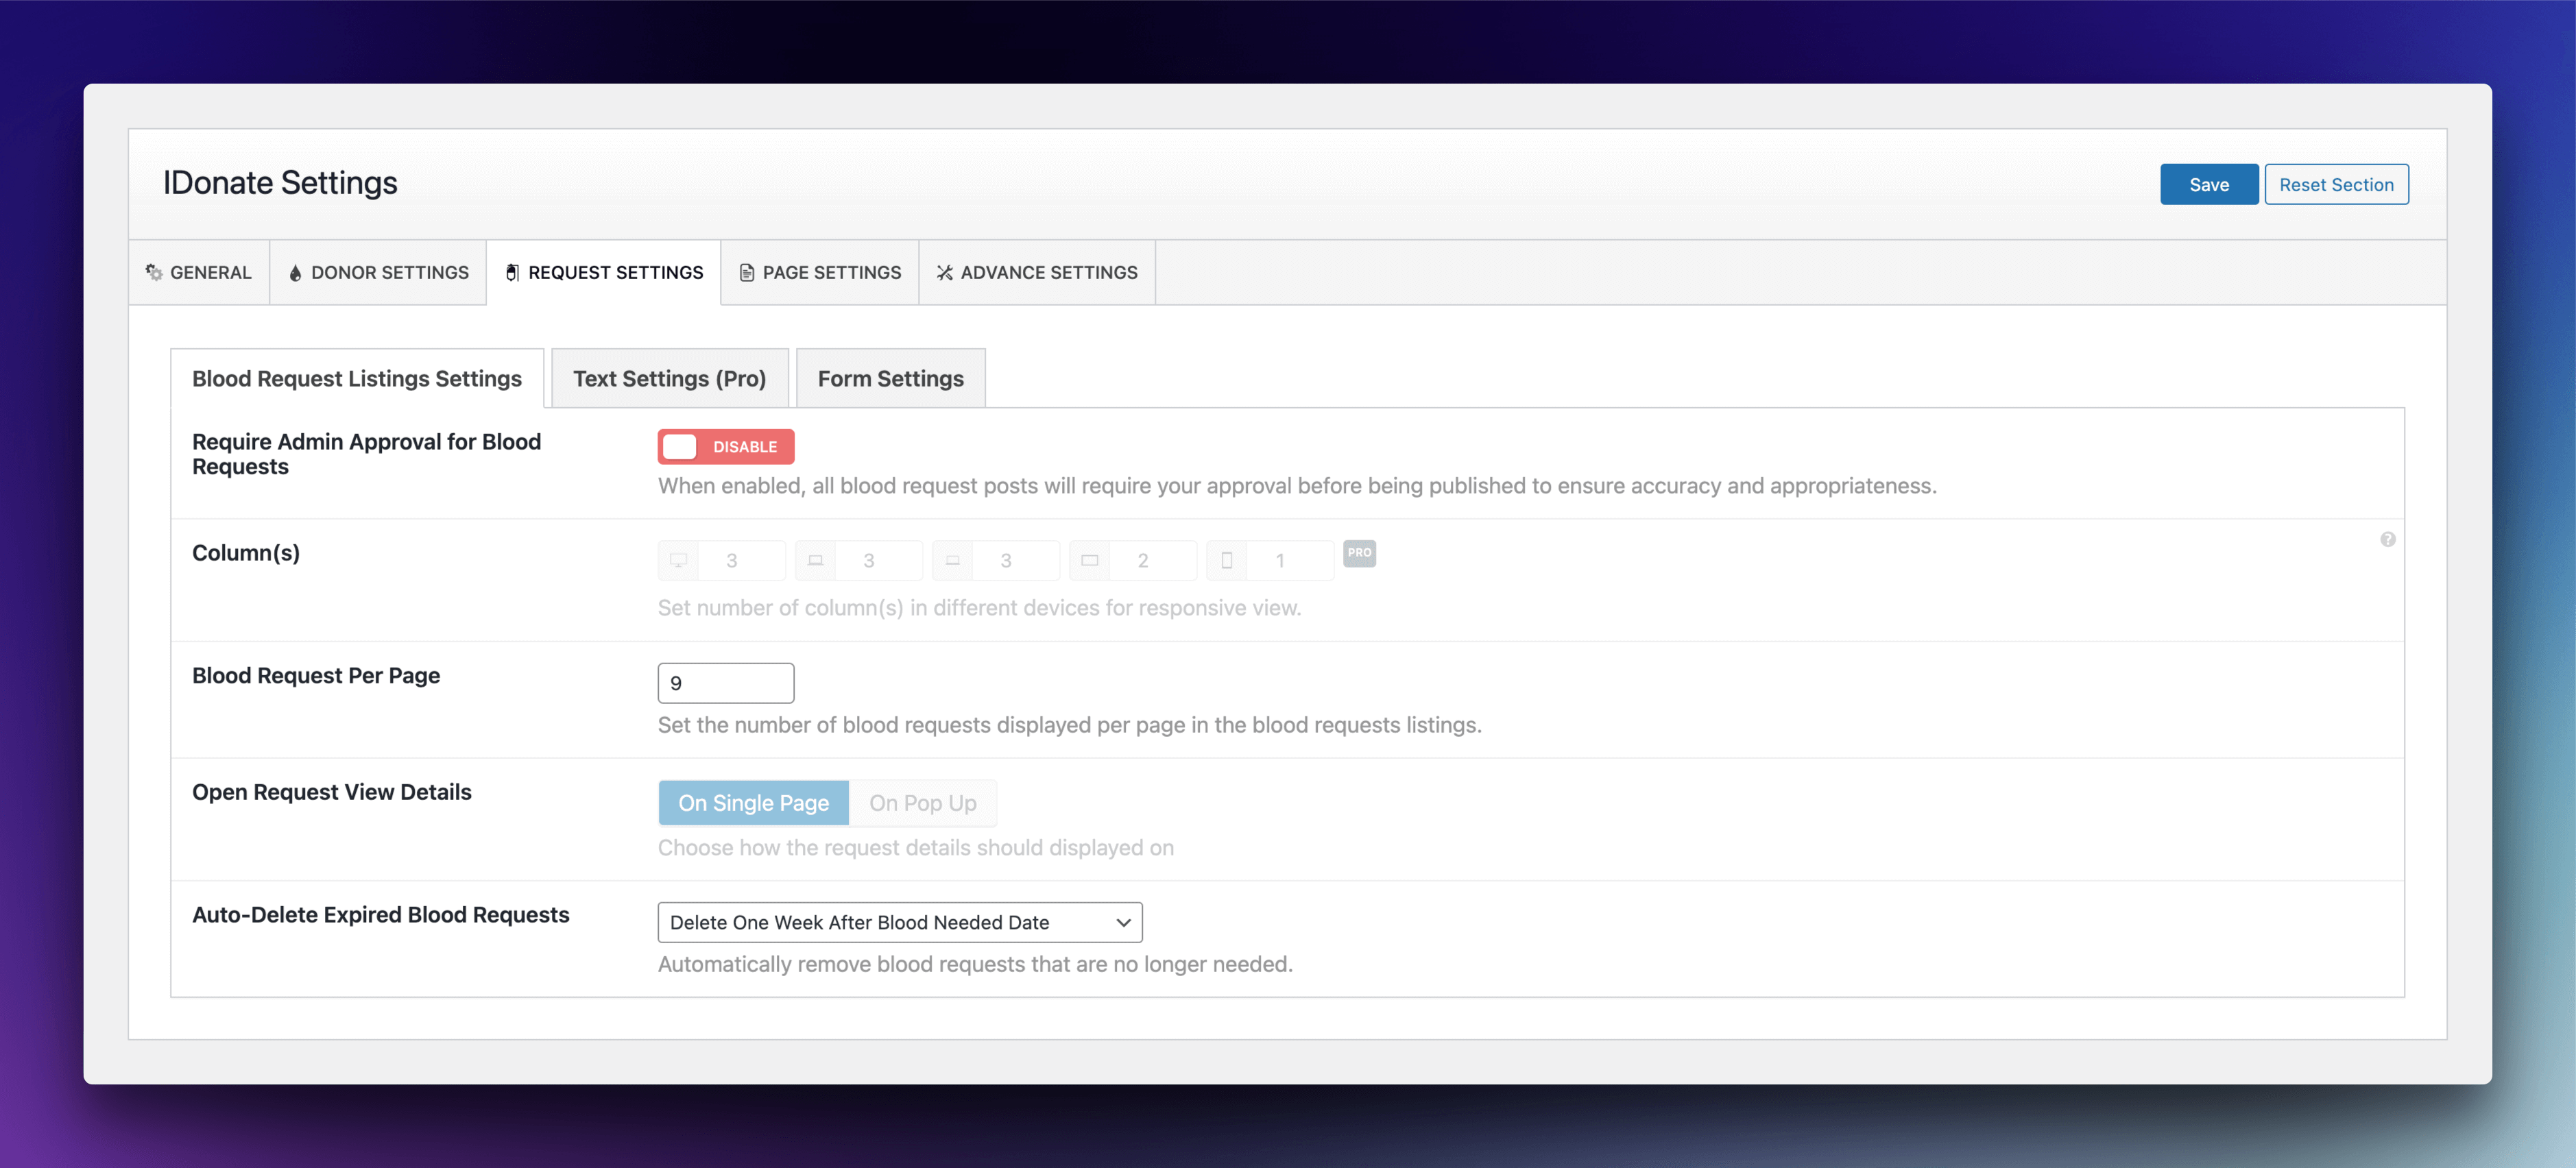 IDonate Settings
Save
Reset Section
GENERAL
DONOR SETTINGS
REQUEST SETTINGS
PAGE SETTINGS
ADVANCE SETTINGS
Blood Request Listings Settings
Text Settings (Pro)
Form Settings
Require Admin Approval for Blood
Requests
DISABLE
When enabled, all blood request posts will require your approval before being published to ensure accuracy and appropriateness.
Column(s)
3
3
3
2
1
PRO
?
Set number of column(s) in different devices for responsive view.
Blood Request Per Page
9
Set the number of blood requests displayed per page in the blood requests listings.
Open Request View Details
On Single Page
On Pop Up
Choose how the request details should displayed on
Auto-Delete Expired Blood Requests
Delete One Week After Blood Needed Date
Automatically remove blood requests that are no longer needed.